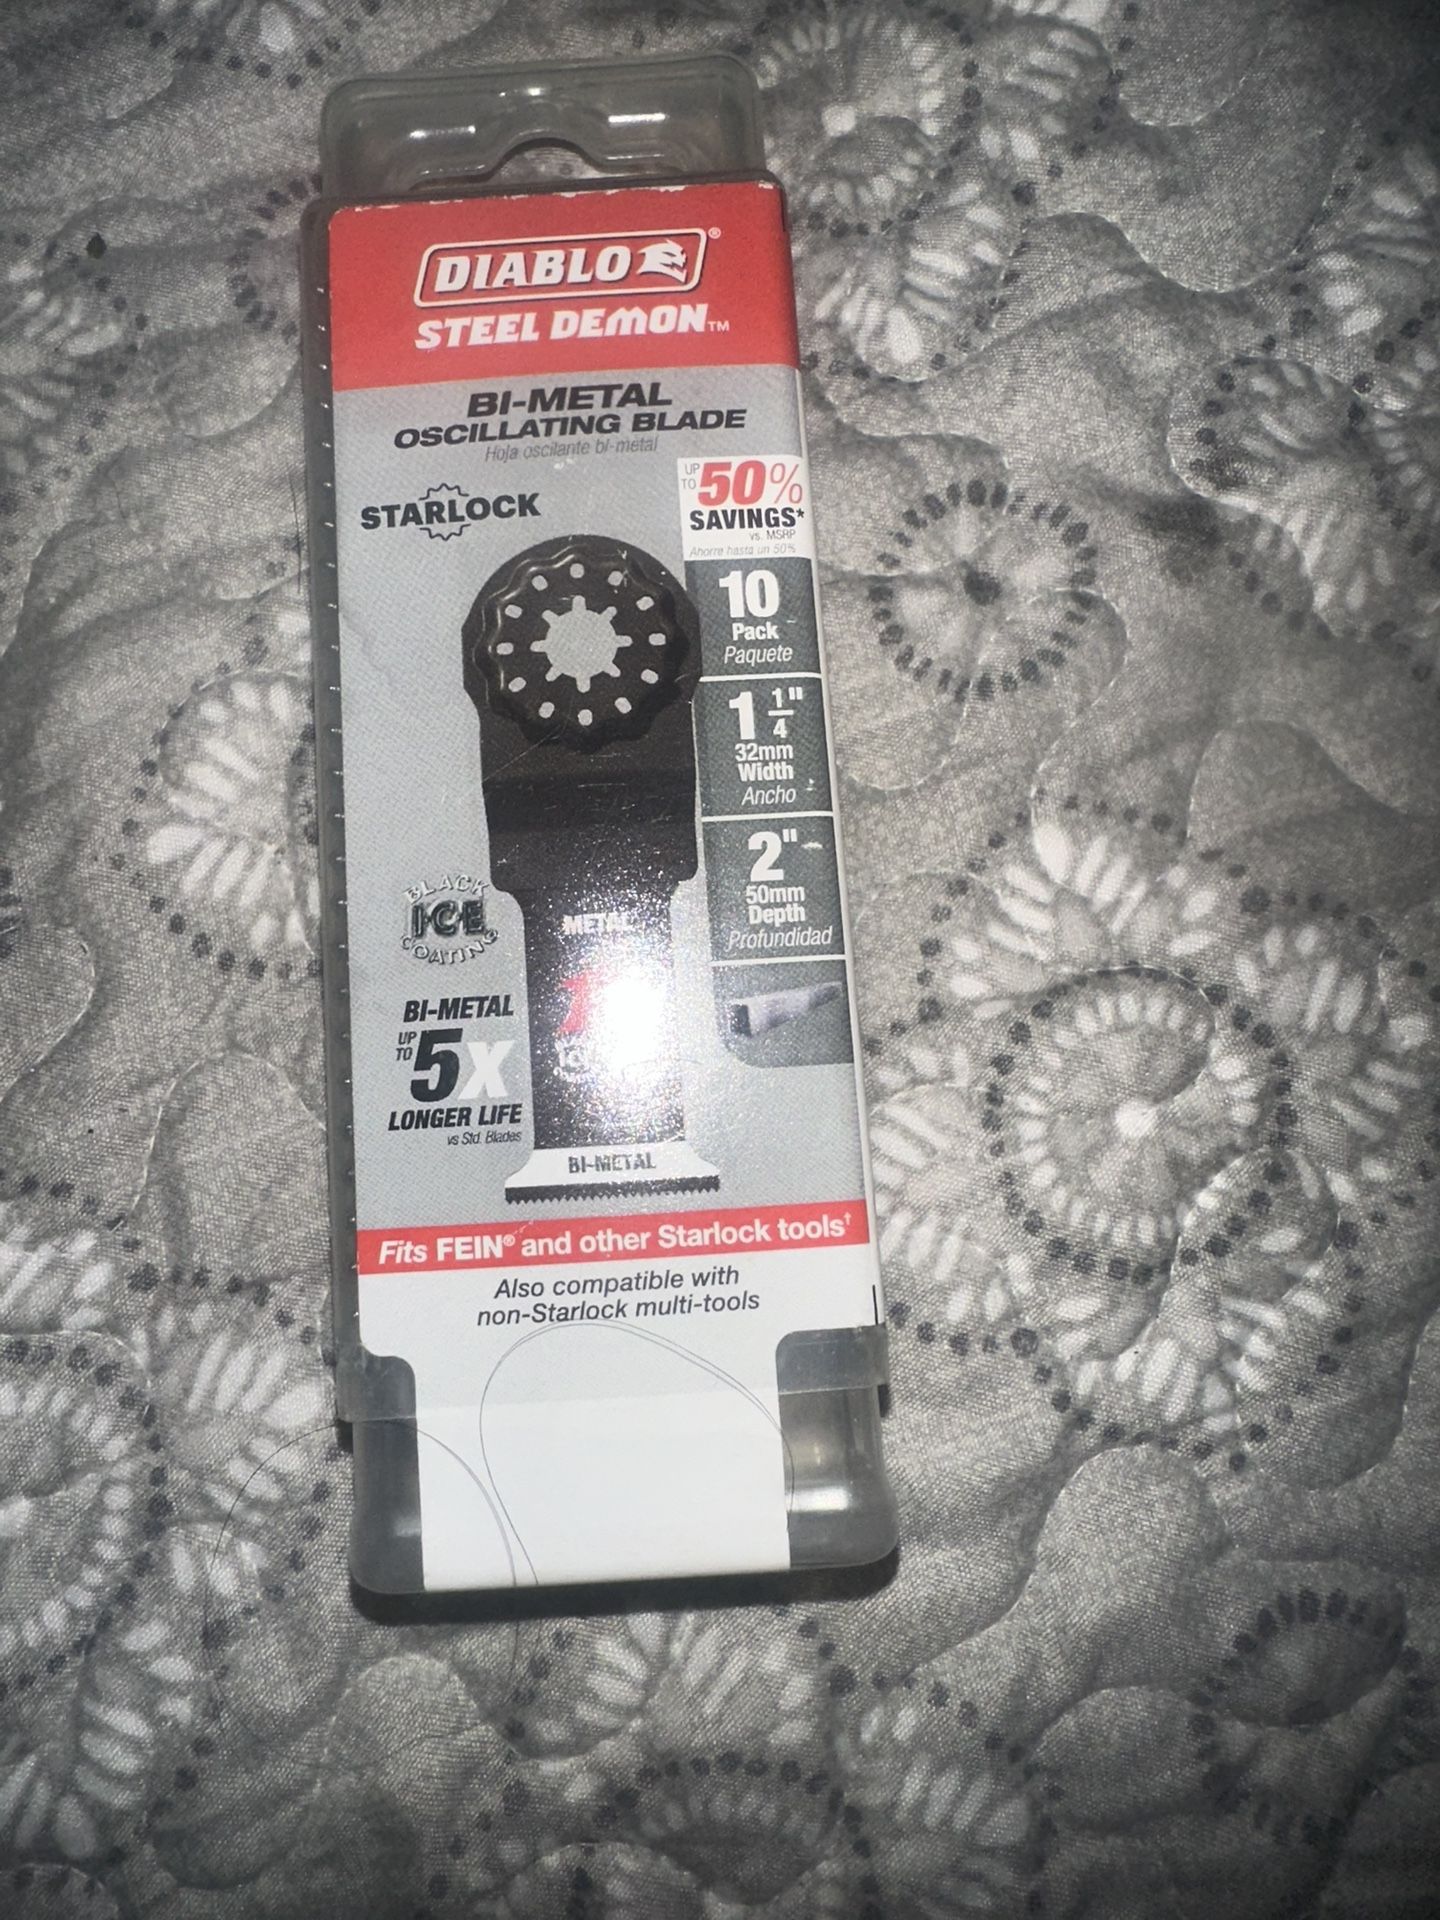 DIABLO®
STEEL DEMON™
BI-METAL
OSCILLATING BLADE
Hoja oscilante bi-metal
STARLOCK
UP TO 50%
SAVINGS*
vs. MSRP
Ahorre hasta un 50%
10
Pack
Paquete
1 1/4"
32mm
Width
Ancho
2"
50mm
Depth
Profundidad
METAL
BLACK
ICE
COATING
BI-METAL
UP TO 5x
LONGER LIFE
vs Std. Blades
BI-METAL
Fits FEIN® and other Starlock tools†
Also compatible with
non-Starlock multi-tools